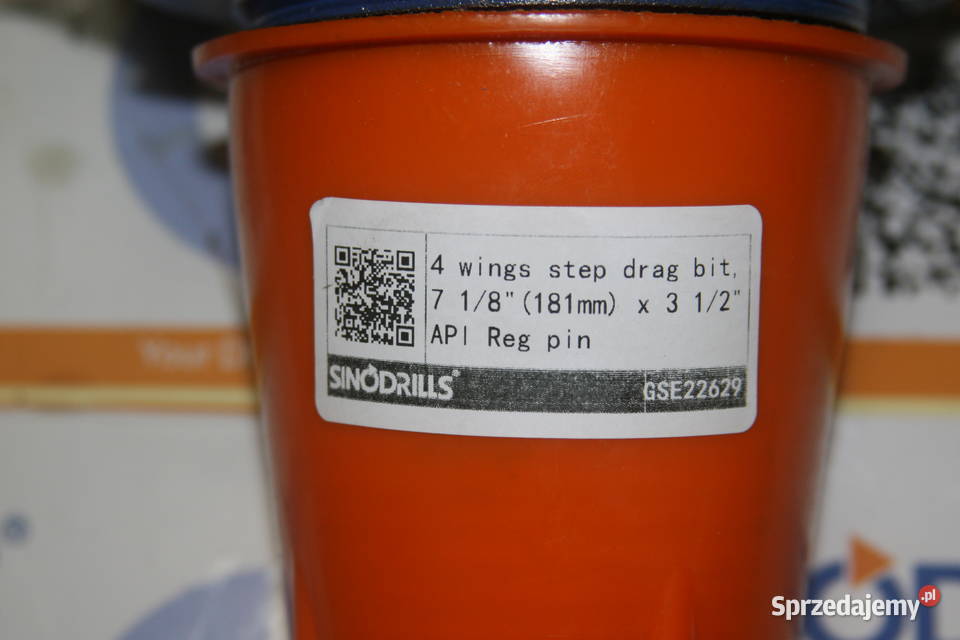 4 wings step drag bit,
7 1/8"(181mm) x 3 1/2"
API Reg pin
SINODRILLS®
GSE22629
Your
®
Sprzedajemy.pl